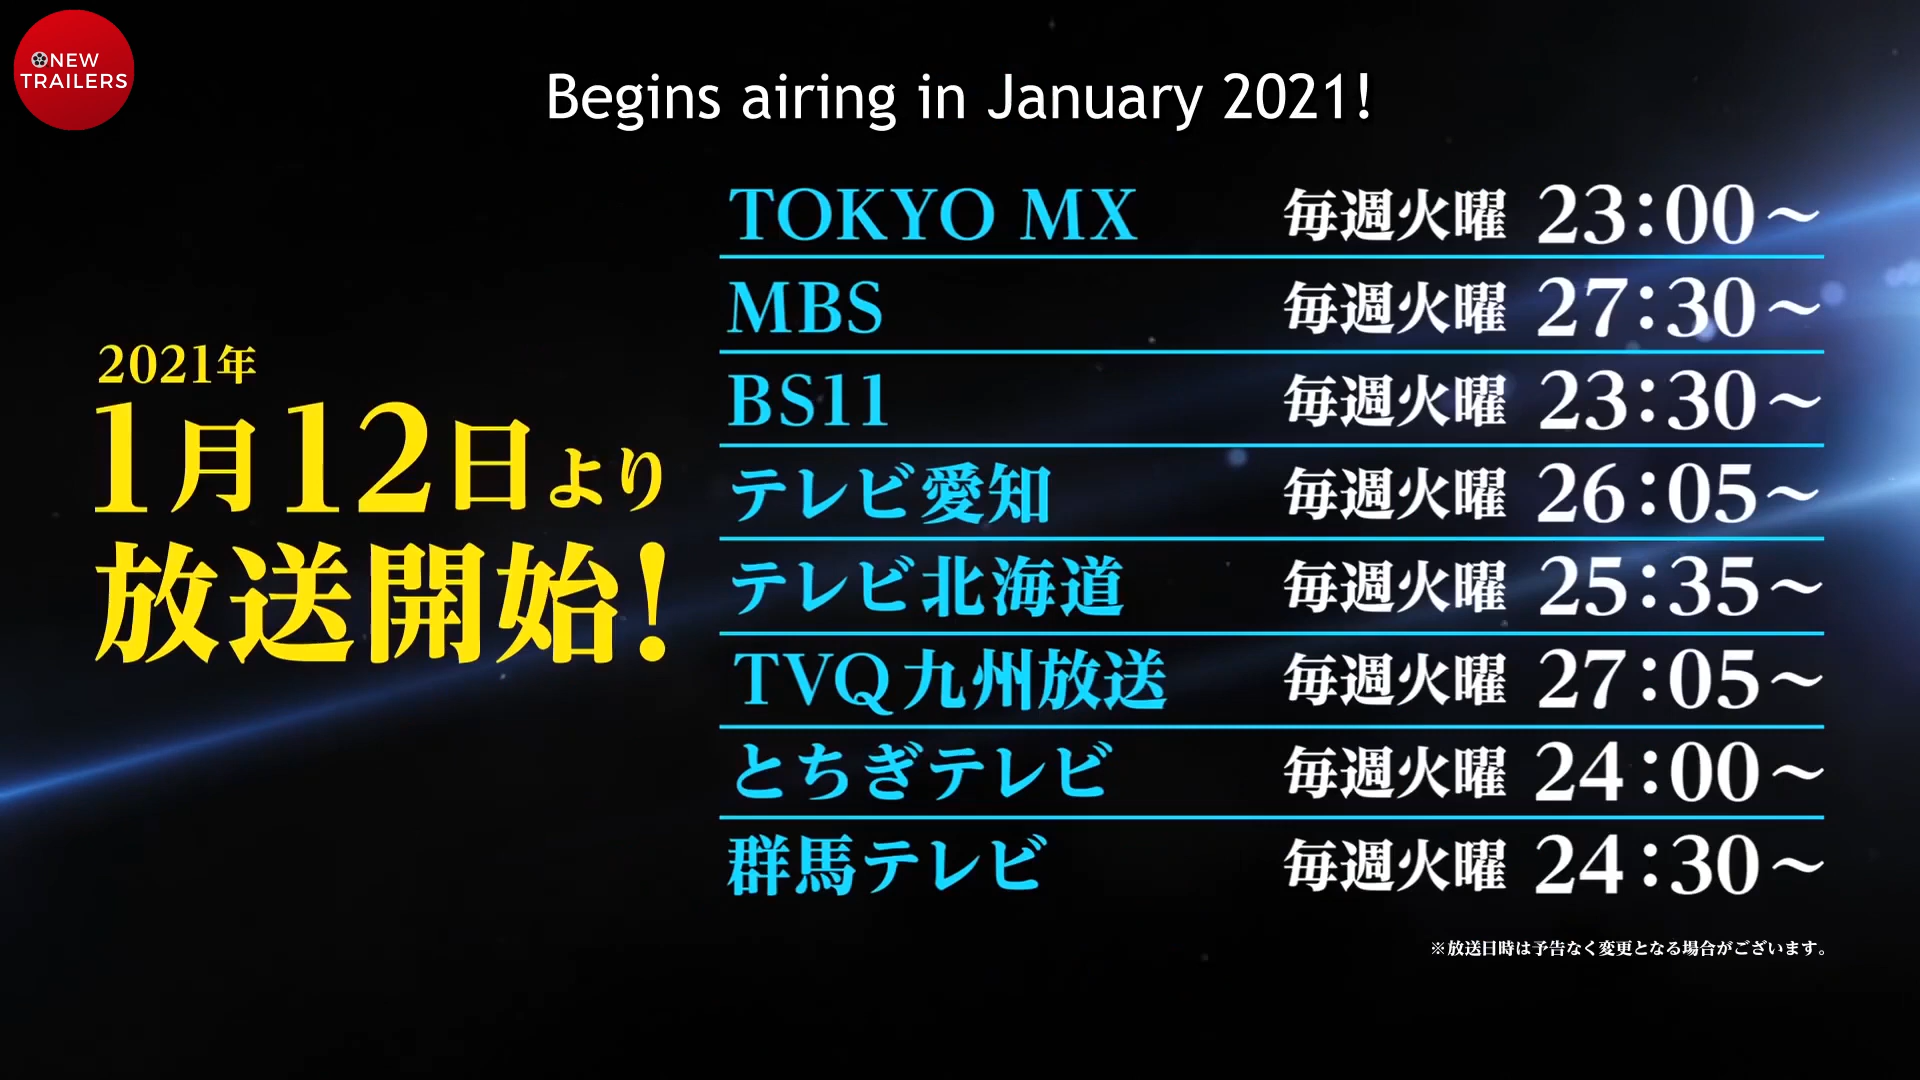 NEW
TRAILERS
Begins airing in January 2021!
2021年
1月12日より
放送開始!
TOKYO MX 毎週火曜 23:00～
MBS 毎週火曜 27:30～
BS11 毎週火曜 23:30～
テレビ愛知 毎週火曜 26:05～
テレビ北海道 毎週火曜 25:35～
TVQ九州放送 毎週火曜 27:05～
とちぎテレビ 毎週火曜 24:00～
群馬テレビ 毎週火曜 24:30～
※放送日時は予告なく変更となる場合がございます。